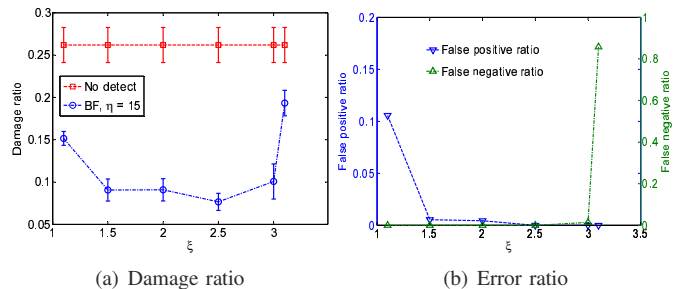 0.3
0.25
0.2
0.15
0.1
0.05
Damage ratio
No detect
BF, η = 15
1 1.5 2 2.5 3
ξ
(a) Damage ratio
0.2
0.15
0.1
0.05
0
False positive ratio
False positive ratio
False negative ratio
1
0.8
0.6
0.4
0.2
0
False negative ratio
1 1.5 2 2.5 3 3.5
ξ
(b) Error ratio